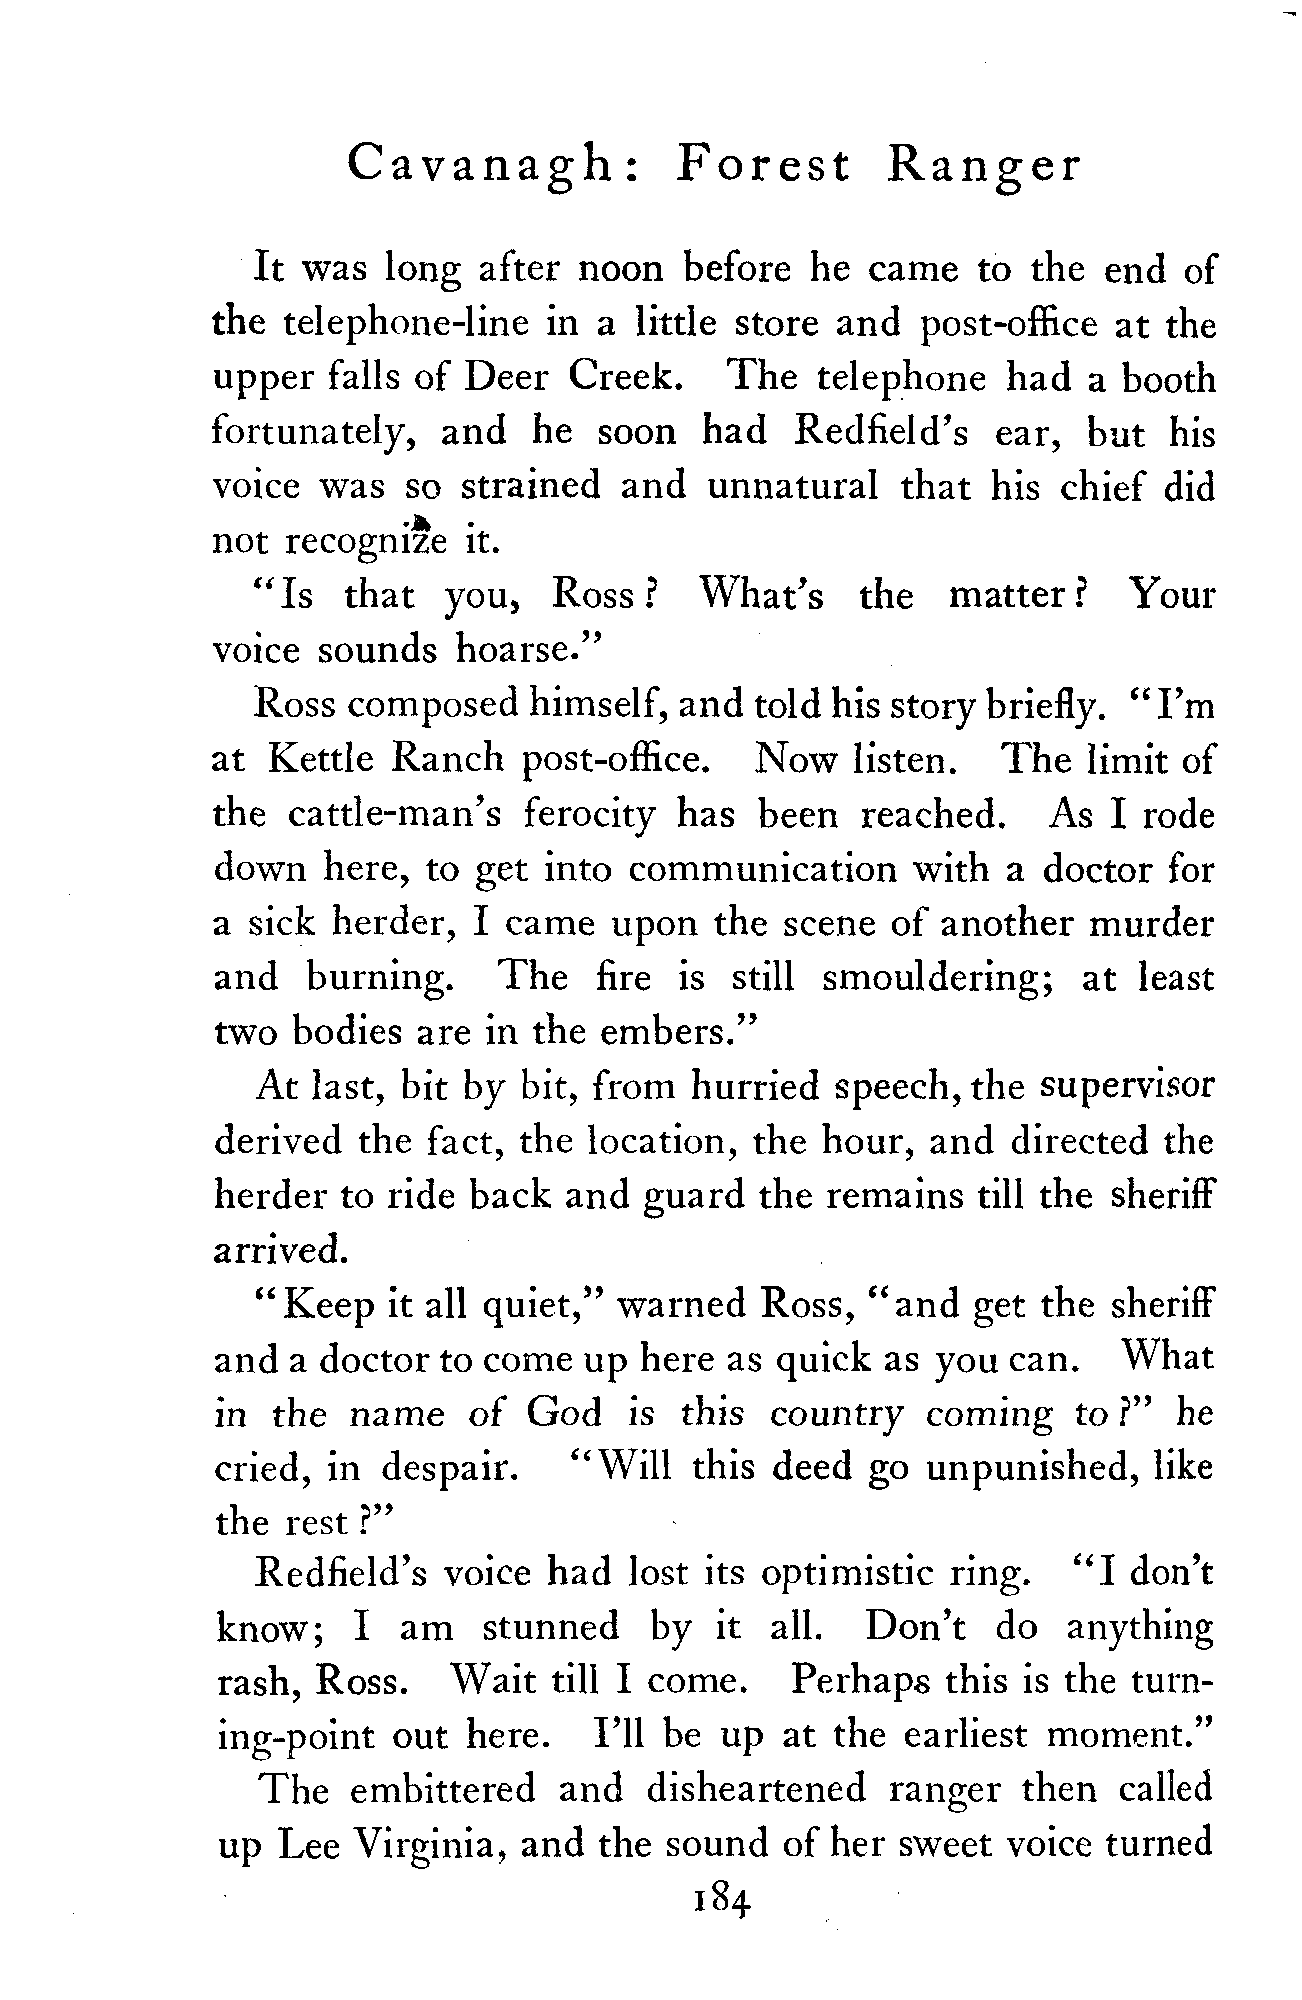 Cavanagh: Forest Ranger
It was long after noon before he came to the end of
the telephone-line in a little store and post-office at the
upper falls of Deer Creek. The telephone had a booth
fortunately, and he soon had Redfield's ear, but his
voice was so strained and unnatural that his chief did
not recognize it.
"Is that you, Ross? What's the matter? Your
voice sounds hoarse."
Ross composed himself, and told his story briefly. "I'm
at Kettle Ranch post-office. Now listen. The limit of
the cattle-man's ferocity has been reached. As I rode
down here, to get into communication with a doctor for
a sick herder, I came upon the scene of another murder
and burning. The fire is still smouldering; at least
two bodies are in the embers."
At last, bit by bit, from hurried speech, the supervisor
derived the fact, the location, the hour, and directed the
herder to ride back and guard the remains till the sheriff
arrived.
"Keep it all quiet," warned Ross, "and get the sheriff
and a doctor to come up here as quick as you can. What
in the name of God is this country coming to?" he
cried, in despair. "Will this deed go unpunished, like
the rest?"
Redfield's voice had lost its optimistic ring. "I don't
know; I am stunned by it all. Don't do anything
rash, Ross. Wait till I come. Perhaps this is the turn-
ing-point out here. I'll be up at the earliest moment."
The embittered and disheartened ranger then called
up Lee Virginia, and the sound of her sweet voice turned
184